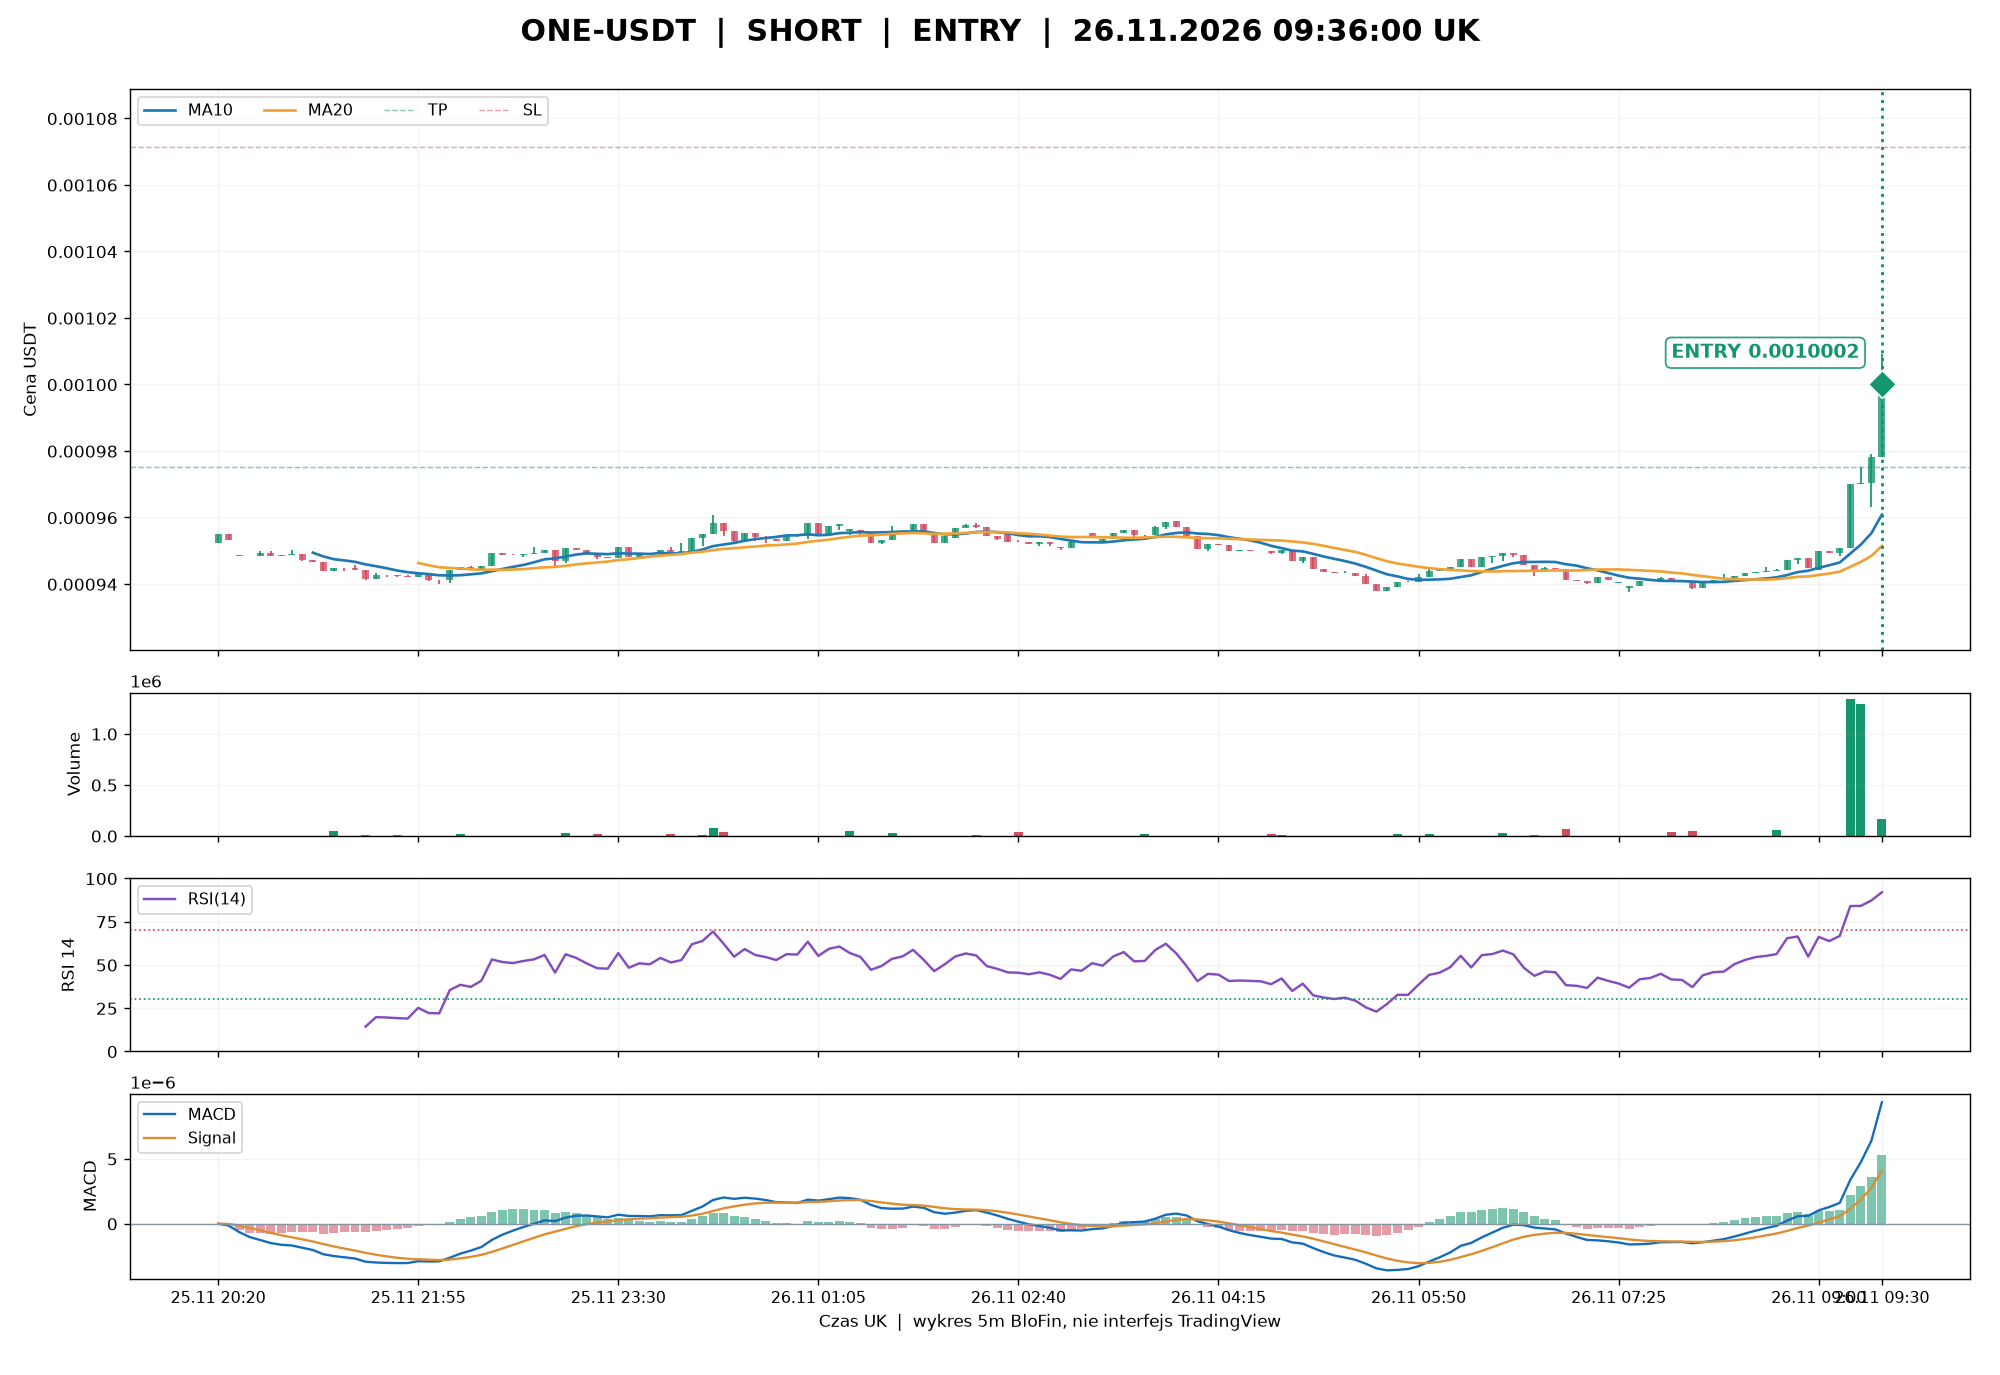 ONE-USDT | SHORT | ENTRY | 26.11.2026 09:36:00 UK
MA10 MA20 TP SL
0.00108
0.00106
0.00104
0.00102
0.00100
0.00098
0.00096
0.00094
Cena USDT
ENTRY 0.0010002
1e6
1.0
0.5
0.0
Volume
100
75
50
25
0
RSI 14
RSI(14)
1e−6
MACD
Signal
5
0
MACD
25.11 20:20 25.11 21:55 25.11 23:30 26.11 01:05 26.11 02:40 26.11 04:15 26.11 05:50 26.11 07:25 26.11 09:00 26.11 09:30
Czas UK | wykres 5m BloFin, nie interfejs TradingView